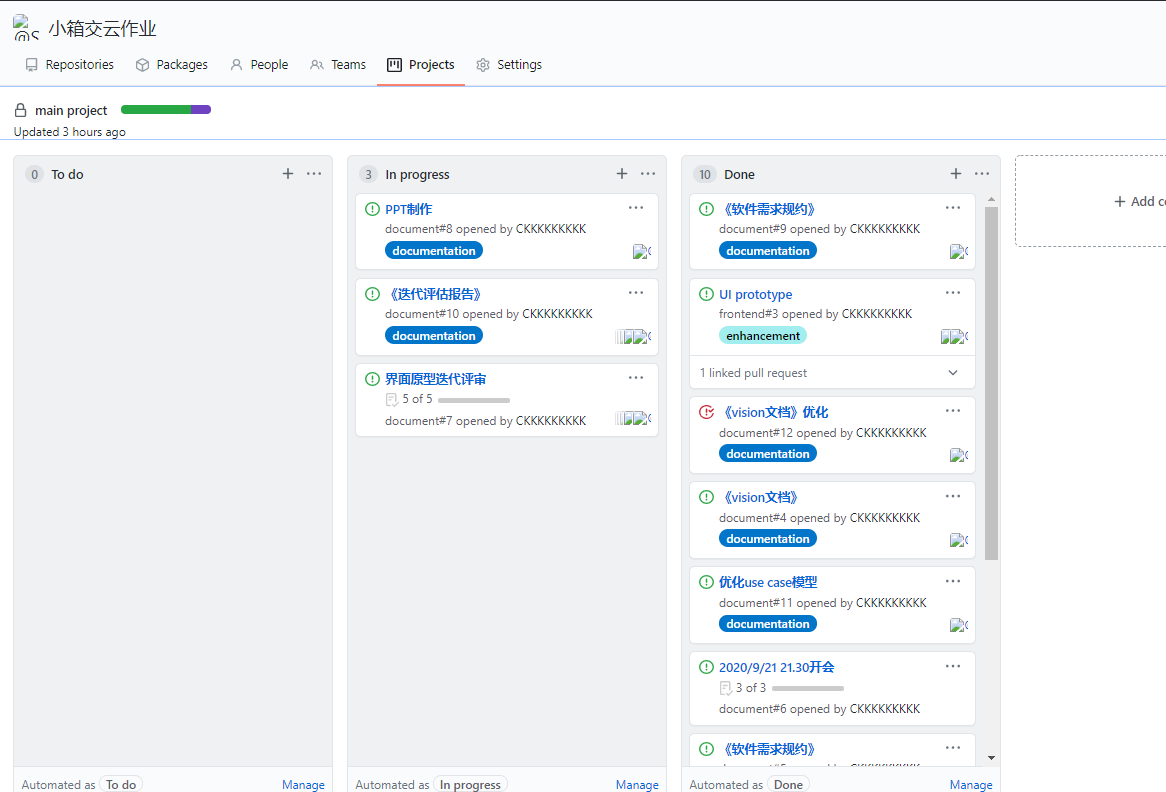 小箱交云作业
Repositories
Packages
People
Teams
Projects
Settings
main project
Updated 3 hours ago
0 To do
Automated as To do
Manage
3 In progress
PPT制作
document#8 opened by CKKKKKKKKK
documentation
《迭代评估报告》
document#10 opened by CKKKKKKKKK
documentation
界面原型迭代评审
5 of 5
document#7 opened by CKKKKKKKKK
Automated as In progress
Manage
10 Done
《软件需求规约》
document#9 opened by CKKKKKKKKK
documentation
UI prototype
frontend#3 opened by CKKKKKKKKK
enhancement
1 linked pull request
《vision文档》优化
document#12 opened by CKKKKKKKKK
documentation
《vision文档》
document#4 opened by CKKKKKKKKK
documentation
优化use case模型
document#11 opened by CKKKKKKKKK
documentation
2020/9/21 21.30开会
3 of 3
document#6 opened by CKKKKKKKKK
《软件需求规约》
Automated as Done
Manage
Add